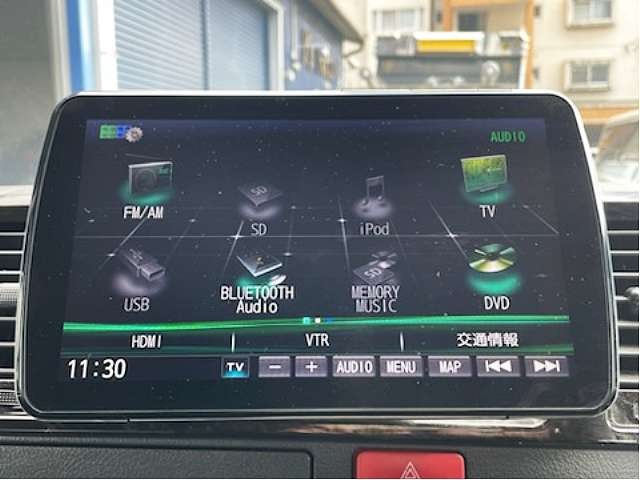 AUDIO
FM/AM
SD
iPod
TV
USB
BLUETOOTH
Audio
MEMORY
MUSIC
DVD
HDMI
VTR
交通情報
11:30
TV
− + AUDIO MENU MAP